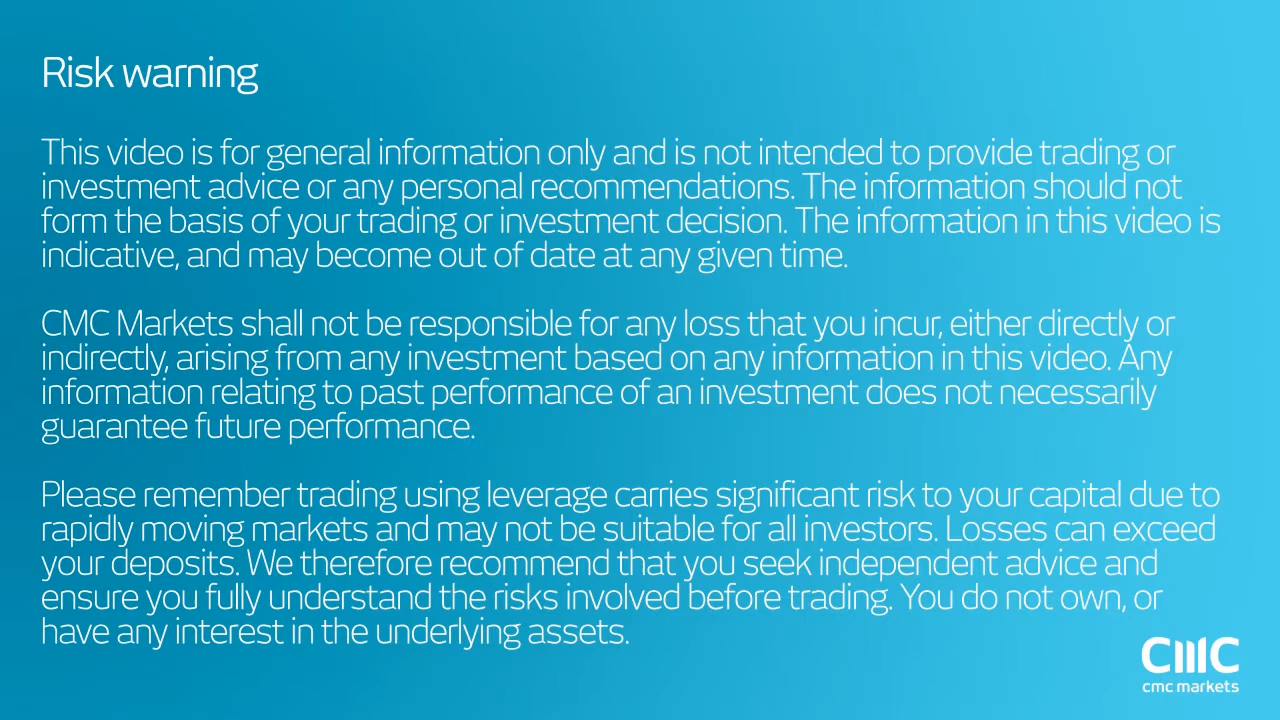 Risk warning
This video is for general information only and is not intended to provide trading or
investment advice or any personal recommendations. The information should not
form the basis of your trading or investment decision. The information in this video is
indicative, and may become out of date at any given time.
CMC Markets shall not be responsible for any loss that you incur, either directly or
indirectly, arising from any investment based on any information in this video. Any
information relating to past performance of an investment does not necessarily
guarantee future performance.
Please remember trading using leverage carries significant risk to your capital due to
rapidly moving markets and may not be suitable for all investors. Losses can exceed
your deposits. We therefore recommend that you seek independent advice and
ensure you fully understand the risks involved before trading. You do not own, or
have any interest in the underlying assets.
CMC
cmc markets